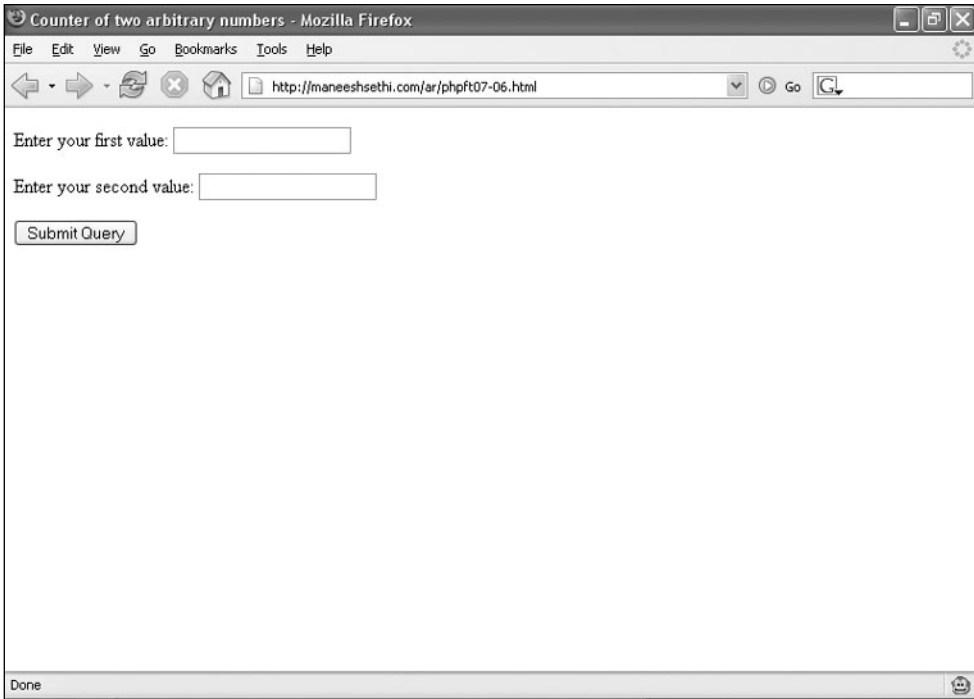 Counter of two arbitrary numbers - Mozilla Firefox
File Edit View Go Bookmarks Tools Help
http://maneeshsethi.com/ar/phpft07-06.html Go G
Enter your first value:
Enter your second value:
Submit Query
Done